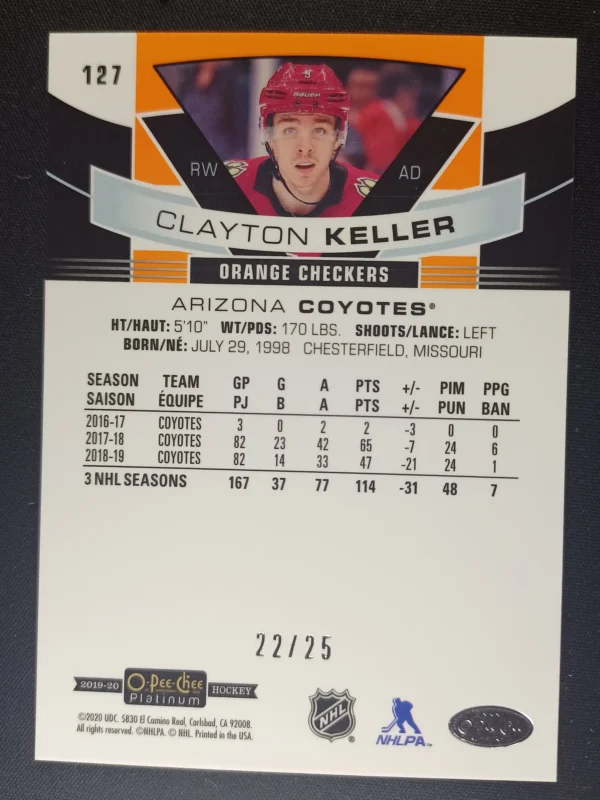 127
BAUER
RW
AD
CLAYTON KELLER
ORANGE CHECKERS
ARIZONA COYOTES®
HT/HAUT: 5'10" WT/PDS: 170 LBS. SHOOTS/LANCE: LEFT
BORN/NÉ: JULY 29, 1998 CHESTERFIELD, MISSOURI
SEASON TEAM GP G A PTS +/- PIM PPG
SAISON ÉQUIPE PJ B A PTS +/- PUN BAN
2016-17 COYOTES 3 0 2 2 -3 0 0
2017-18 COYOTES 82 23 42 65 -7 24 6
2018-19 COYOTES 82 14 33 47 -21 24 1
3 NHL SEASONS 167 37 77 114 -31 48 7
22/25
2019-20 O-Pee-Chee HOCKEY
Platinum
©2020 UDC. 5830 El Camino Real, Carlsbad, CA 92008.
All rights reserved. ©NHLPA. © NHL. Printed in the USA.
NHL
NHLPA™